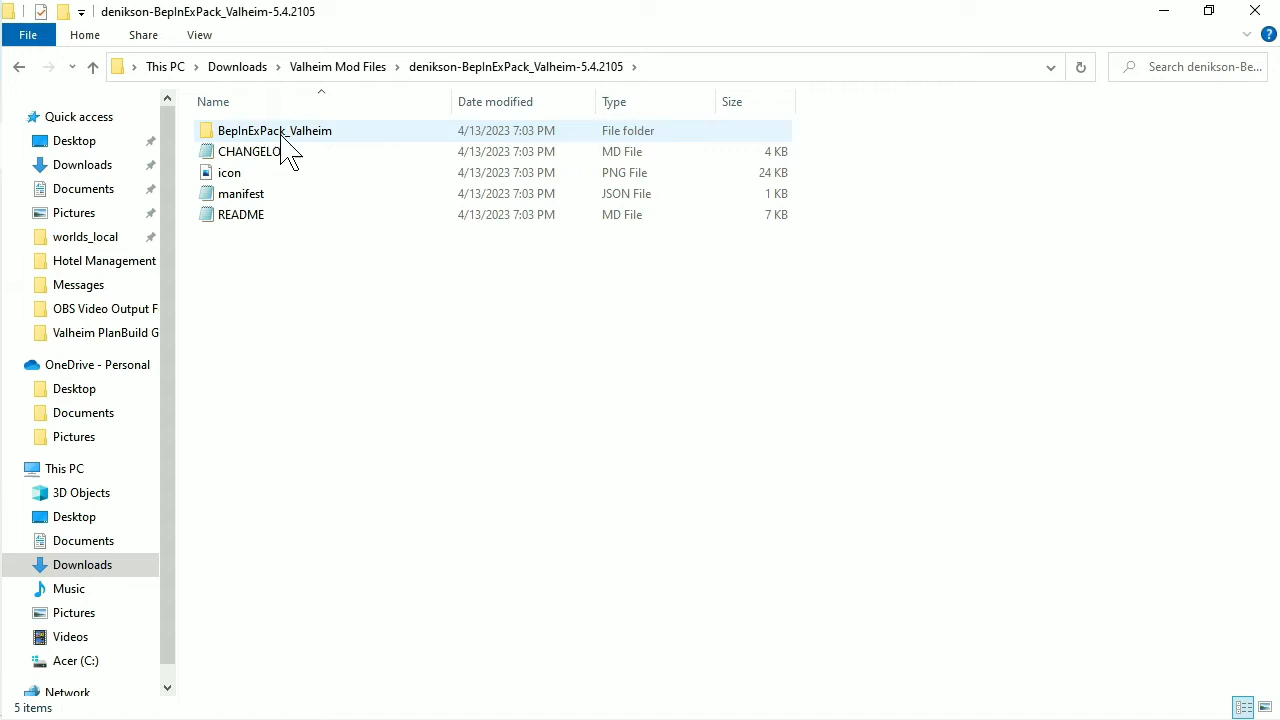 denikson-BepInExPack_Valheim-5.4.2105
File Home Share View
This PC Downloads Valheim Mod Files denikson-BepInExPack_Valheim-5.4.2105
Search denikson-Be...
Name Date modified Type Size
BepInExPack_Valheim 4/13/2023 7:03 PM File folder
CHANGELO 4/13/2023 7:03 PM MD File 4 KB
icon 4/13/2023 7:03 PM PNG File 24 KB
manifest 4/13/2023 7:03 PM JSON File 1 KB
README 4/13/2023 7:03 PM MD File 7 KB
Quick access
Desktop
Downloads
Documents
Pictures
worlds_local
Hotel Management
Messages
OBS Video Output F
Valheim PlanBuild G
OneDrive - Personal
Desktop
Documents
Pictures
This PC
3D Objects
Desktop
Documents
Downloads
Music
Pictures
Videos
Acer (C:)
Network
5 items